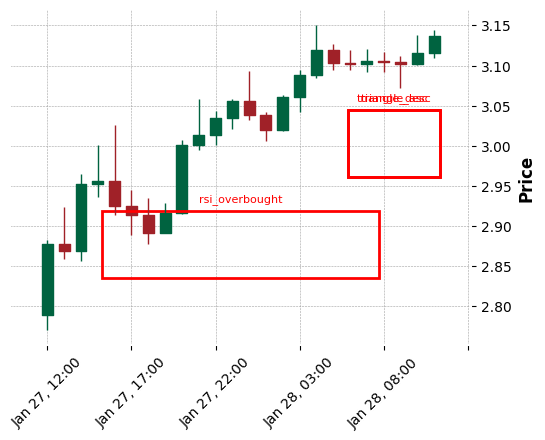 3.15
3.10
triangle_desc
3.05
3.00
2.95
rsi_overbought
2.90
2.85
2.80
Price
Jan 27, 12:00
Jan 27, 17:00
Jan 27, 22:00
Jan 28, 03:00
Jan 28, 08:00